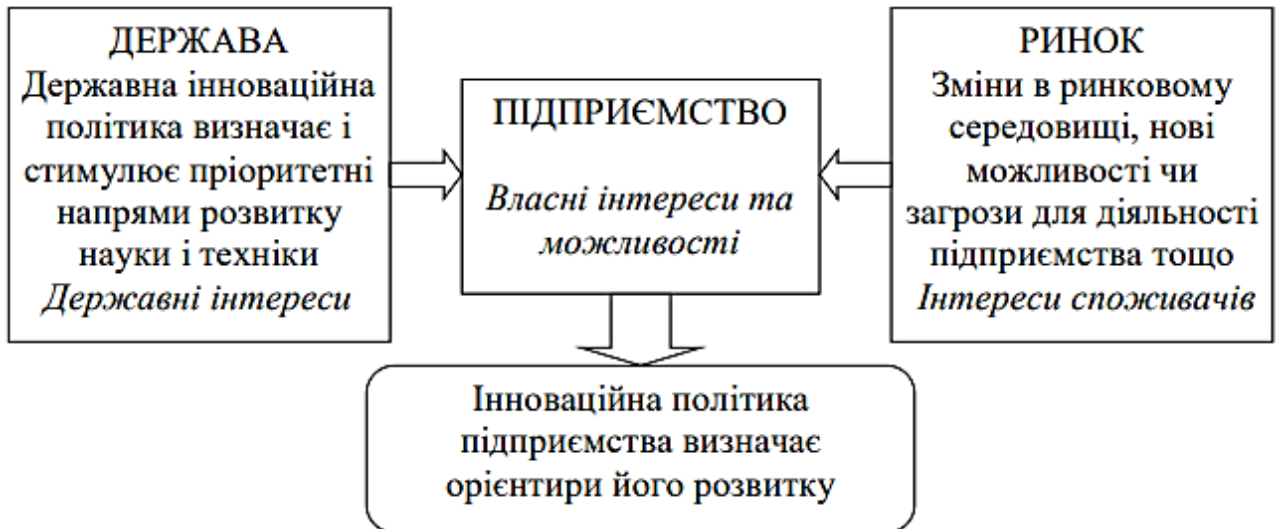 ДЕРЖАВА
Державна інноваційна
політика визначає і
стимулює пріоритетні
напрями розвитку
науки і техніки
Державні інтереси
ПІДПРИЄМСТВО
Власні інтереси та
можливості
РИНОК
Зміни в ринковому
середовищі, нові
можливості чи
загрози для діяльності
підприємства тощо
Інтереси споживачів
Інноваційна політика
підприємства визначає
орієнтири його розвитку